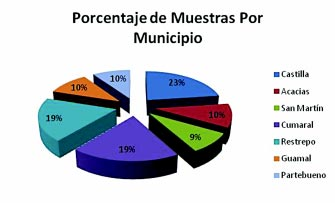 Porcentaje de Muestras Por
Municipio
10%
10%
23%
19%
10%
9%
19%
Castilla
Acacias
San Martín
Cumaral
Restrepo
Guamal
Partebueno